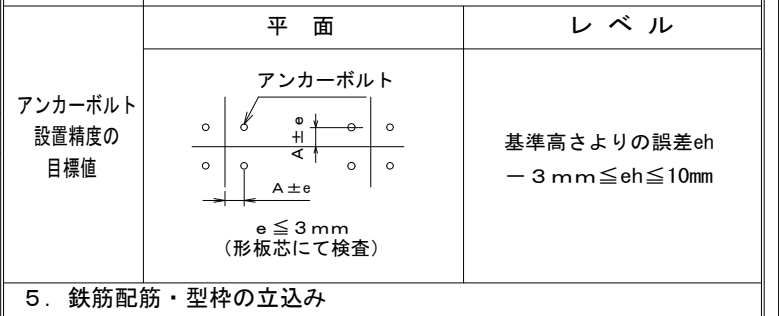 平　面
レ ベ ル
アンカーボルト
設置精度の
目標値
アンカーボルト
A±e
A±e
e≦3mm
(形板芯にて検査)
基準高さよりの誤差eh
－３ｍｍ≦eh≦10mm
５．鉄筋配筋・型枠の立込み